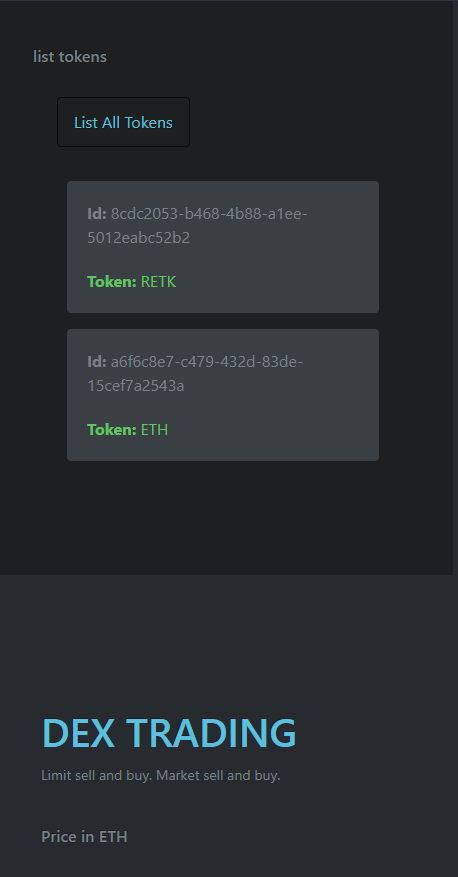 list tokens
List All Tokens
Id: 8cdc2053-b468-4b88-a1ee-
5012eabc52b2
Token: RETK
Id: a6f6c8e7-c479-432d-83de-
15cef7a2543a
Token: ETH
DEX TRADING
Limit sell and buy. Market sell and buy.
Price in ETH